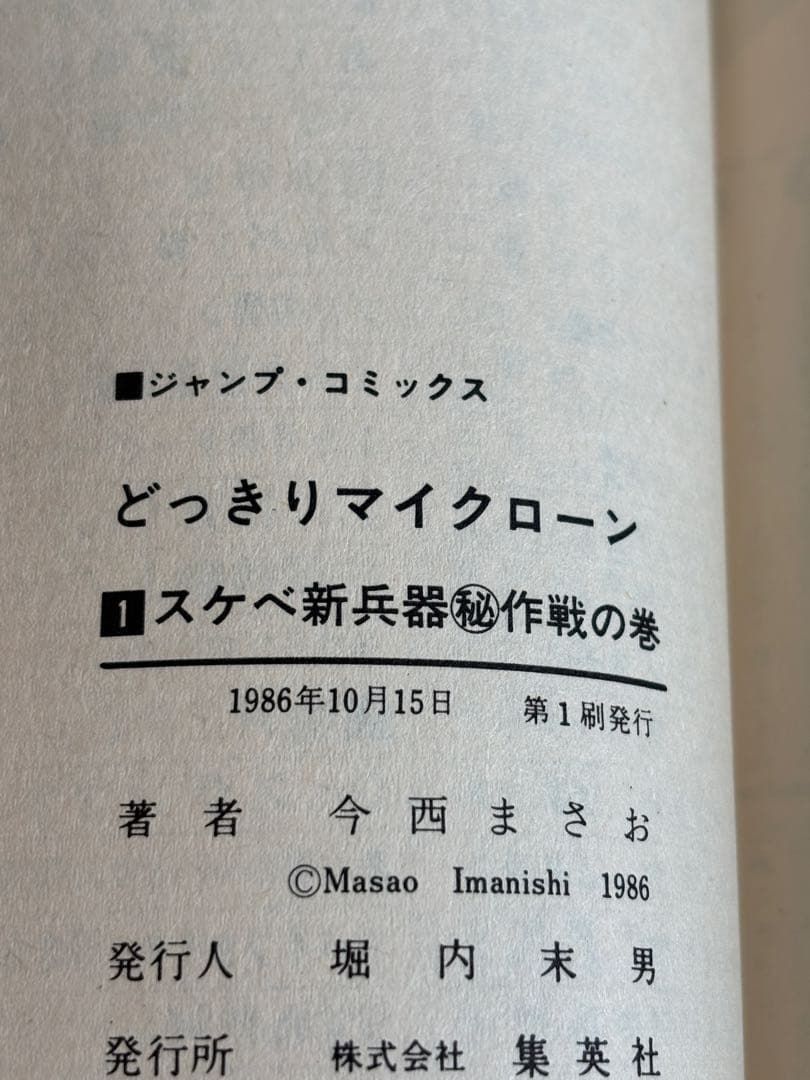 ■ジャンプ・コミックス
どっきりマイクローン
1スケベ新兵器㊙作戦の巻
1986年10月15日 第1刷発行
著者 今西まさお
©Masao Imanishi 1986
発行人 堀内末男
発行所 株式会社 集英社